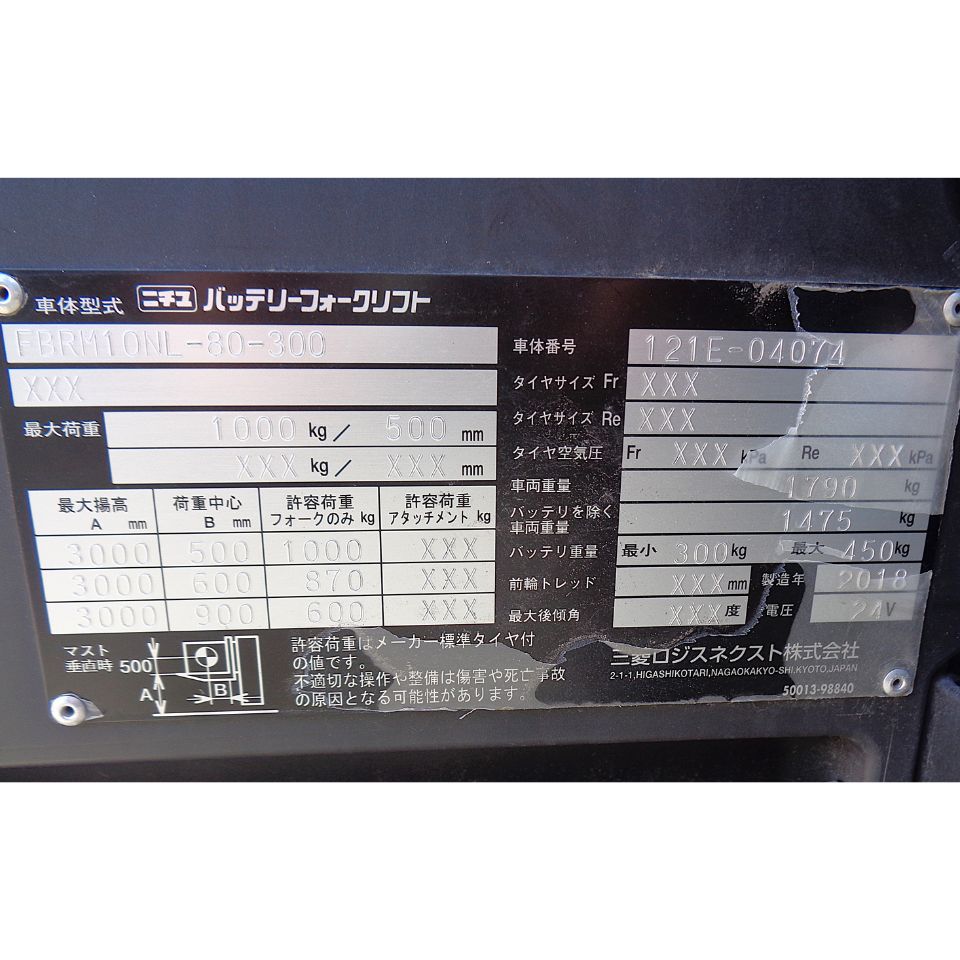 車体型式 ニチユ バッテリーフォークリフト
FBRM10NL-80-300
XXX
最大荷重 1000 kg/ 500 mm
XXX kg/ XXX mm
最大揚高 A mm 荷重中心 B mm 許容荷重 フォークのみ kg 許容荷重 アタッチメント kg
3000 500 1000 XXX
3000 600 870 XXX
3000 900 600 XXX
マスト垂直時 500 A B
許容荷重はメーカー標準タイヤ付
の値です。
不適切な操作や整備は傷害や死亡事故
の原因となる可能性があります。
車体番号 121E-04074
タイヤサイズ Fr XXX
タイヤサイズ Re XXX
タイヤ空気圧 Fr XXX kPa Re XXX kPa
車両重量 1790 kg
バッテリを除く
車両重量 1475 kg
バッテリ重量 最小 300kg 最大 450kg
前輪トレッド XXX mm 製造年 2018
最大後傾角 XXX 度 電圧 24V
三菱ロジスネクスト株式会社
2-1-1,HIGASHIKOTARI,NAGAOKAKYO-SHI,KYOTO,JAPAN
50013-98840